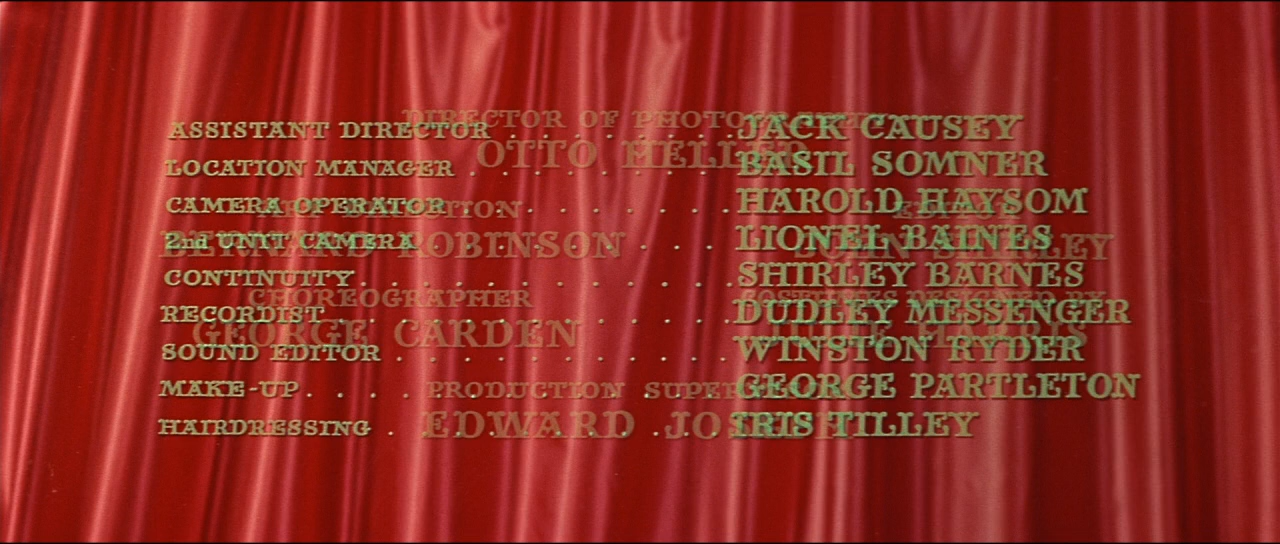 ASSISTANT DIRECTOR . . . . . . . JACK CAUSEY
LOCATION MANAGER . . . . . . . . BASIL SOMNER
CAMERA OPERATOR . . . . . . . . HAROLD HAYSOM
2nd UNIT CAMERA . . . . . . . . . LIONEL BAINES
CONTINUITY . . . . . . . . . . . SHIRLEY BARNES
RECORDIST . . . . . . . . . . . . DUDLEY MESSENGER
SOUND EDITOR . . . . . . . . . . WINSTON RYDER
MAKE-UP . . . . . . . . . . . . . GEORGE PARTLETON
HAIRDRESSING . . . . . . . . . . IRIS TILLEY
DIRECTOR OF PHOTOGRAPHY
OTTO HELLER
BERNARD ROBINSON
CHOREOGRAPHER
GEORGE CARDEN
PRODUCTION
EDWARD